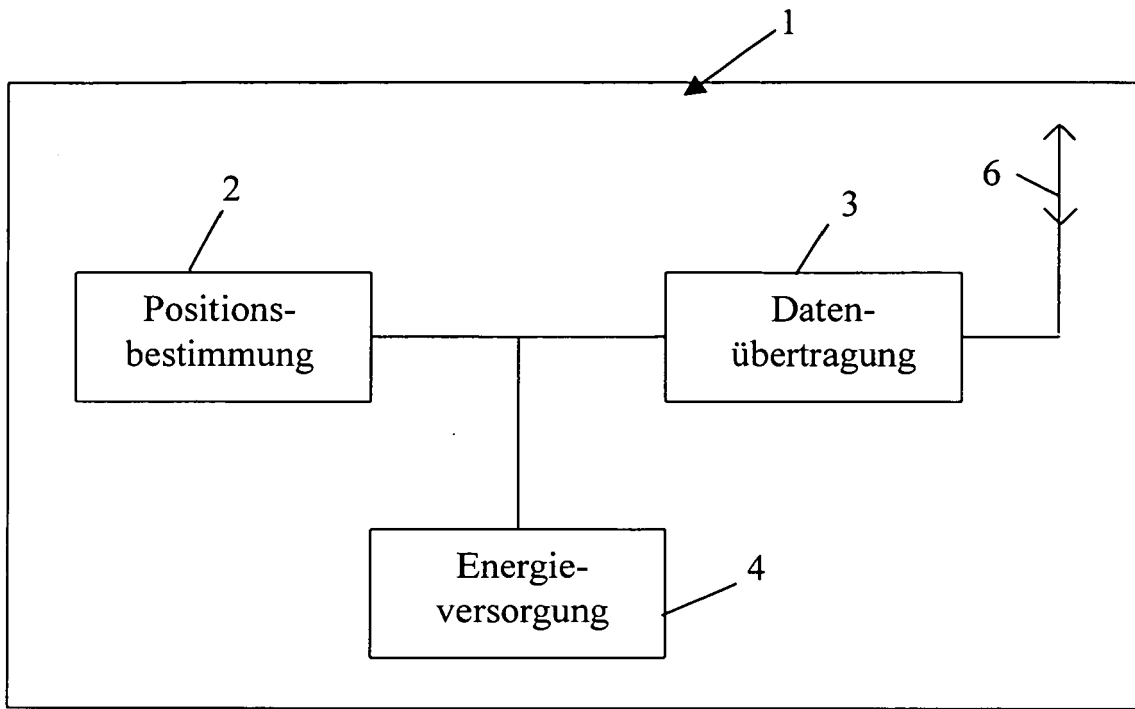 1
6
2
3
Positions-
bestimmung
Daten-
übertragung
Energie-
versorgung
4